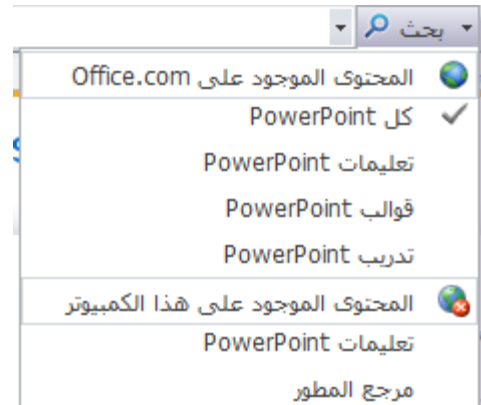 بحث
المحتوى الموجود على Office.com
كل PowerPoint
تعليمات PowerPoint
قوالب PowerPoint
تدريب PowerPoint
المحتوى الموجود على هذا الكمبيوتر
تعليمات PowerPoint
مرجع المطور